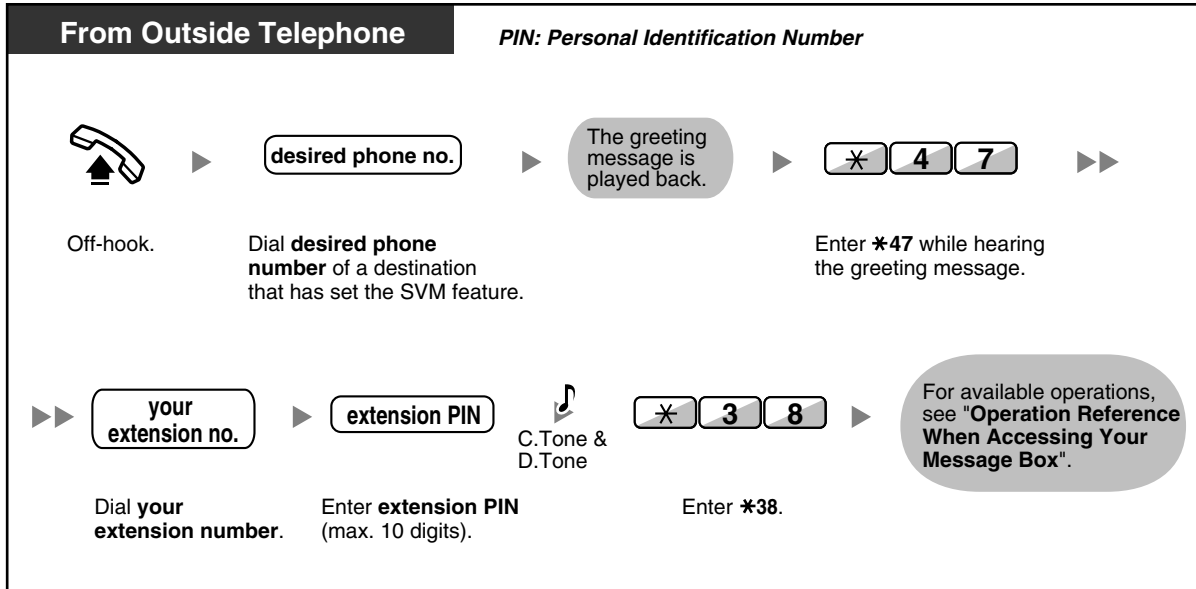 From Outside Telephone
PIN: Personal Identification Number
desired phone no.
The greeting
message is
played back.
* 4 7
Off-hook.
Dial desired phone
number of a destination
that has set the SVM feature.
Enter *47 while hearing
the greeting message.
your
extension no.
extension PIN
C.Tone &
D.Tone
* 3 8
For available operations,
see "Operation Reference
When Accessing Your
Message Box".
Dial your
extension number.
Enter extension PIN
(max. 10 digits).
Enter *38.